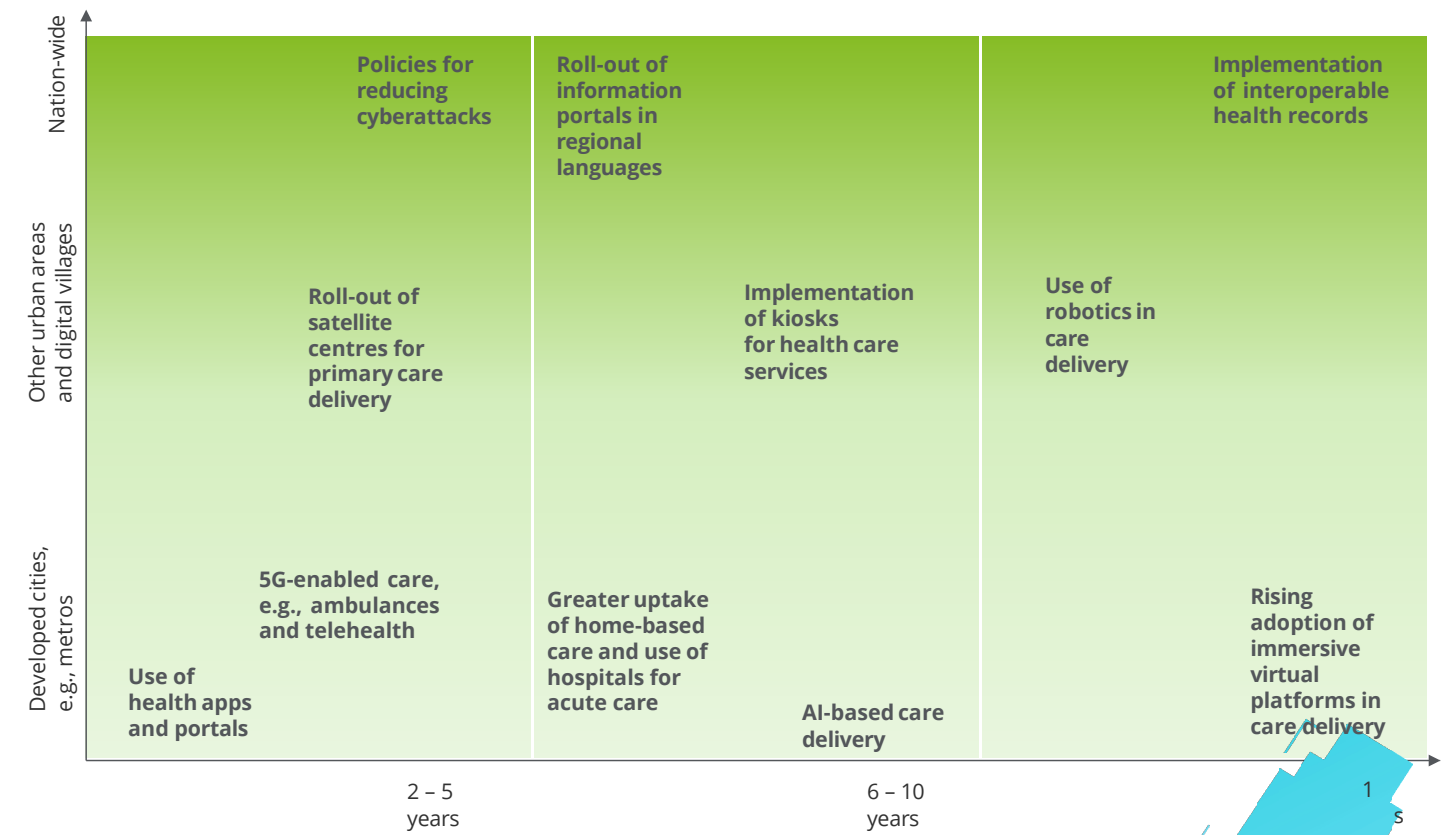 Nation-wide
Policies for
reducing
cyberattacks
Roll-out of
information
portals in
regional
languages
Implementation
of interoperable
health records
Other urban areas
and digital villages
Roll-out of
satellite
centres for
primary care
delivery
Implementation
of kiosks
for health care
services
Use of
robotics in
care
delivery
Developed cities,
e.g., metros
5G-enabled care,
e.g., ambulances
and telehealth
Use of
health apps
and portals
Greater uptake
of home-based
care and use of
hospitals for
acute care
AI-based care
delivery
Rising
adoption of
immersive
virtual
platforms in
care delivery
2 – 5
years
6 – 10
years
1
s